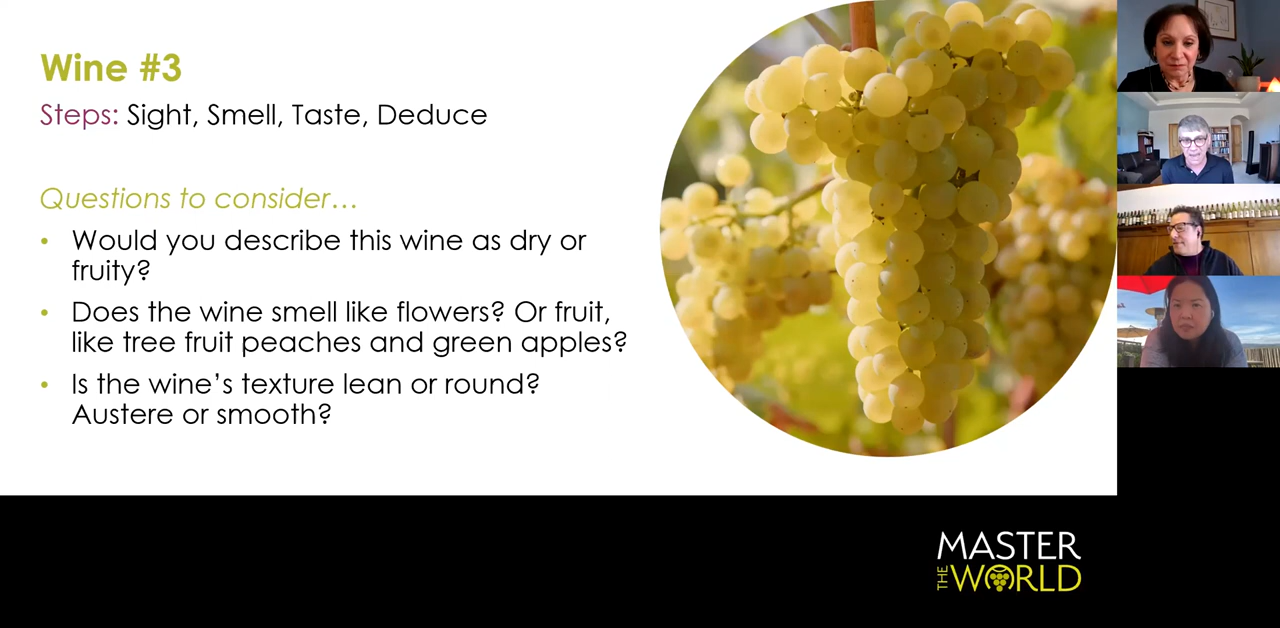 Wine #3
Steps: Sight, Smell, Taste, Deduce
Questions to consider…
• Would you describe this wine as dry or
fruity?
• Does the wine smell like flowers? Or fruit,
like tree fruit peaches and green apples?
• Is the wine’s texture lean or round?
Austere or smooth?
MASTER
THE WORLD